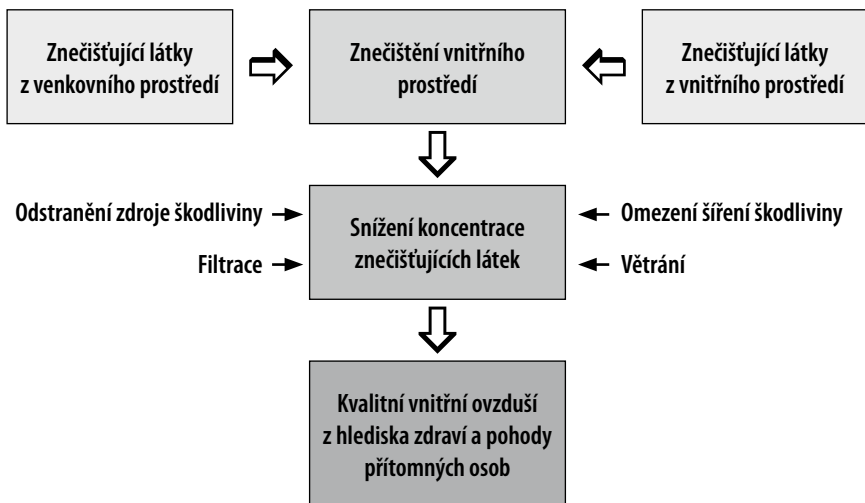 Znečišťující látky
z venkovního prostředí
Znečištění vnitřního
prostředí
Znečišťující látky
z vnitřního prostředí
Odstranění zdroje škodliviny
Filtrace
Snížení koncentrace
znečišťujících látek
Omezení šíření škodliviny
Větrání
Kvalitní vnitřní ovzduší
z hlediska zdraví a pohody
přítomných osob